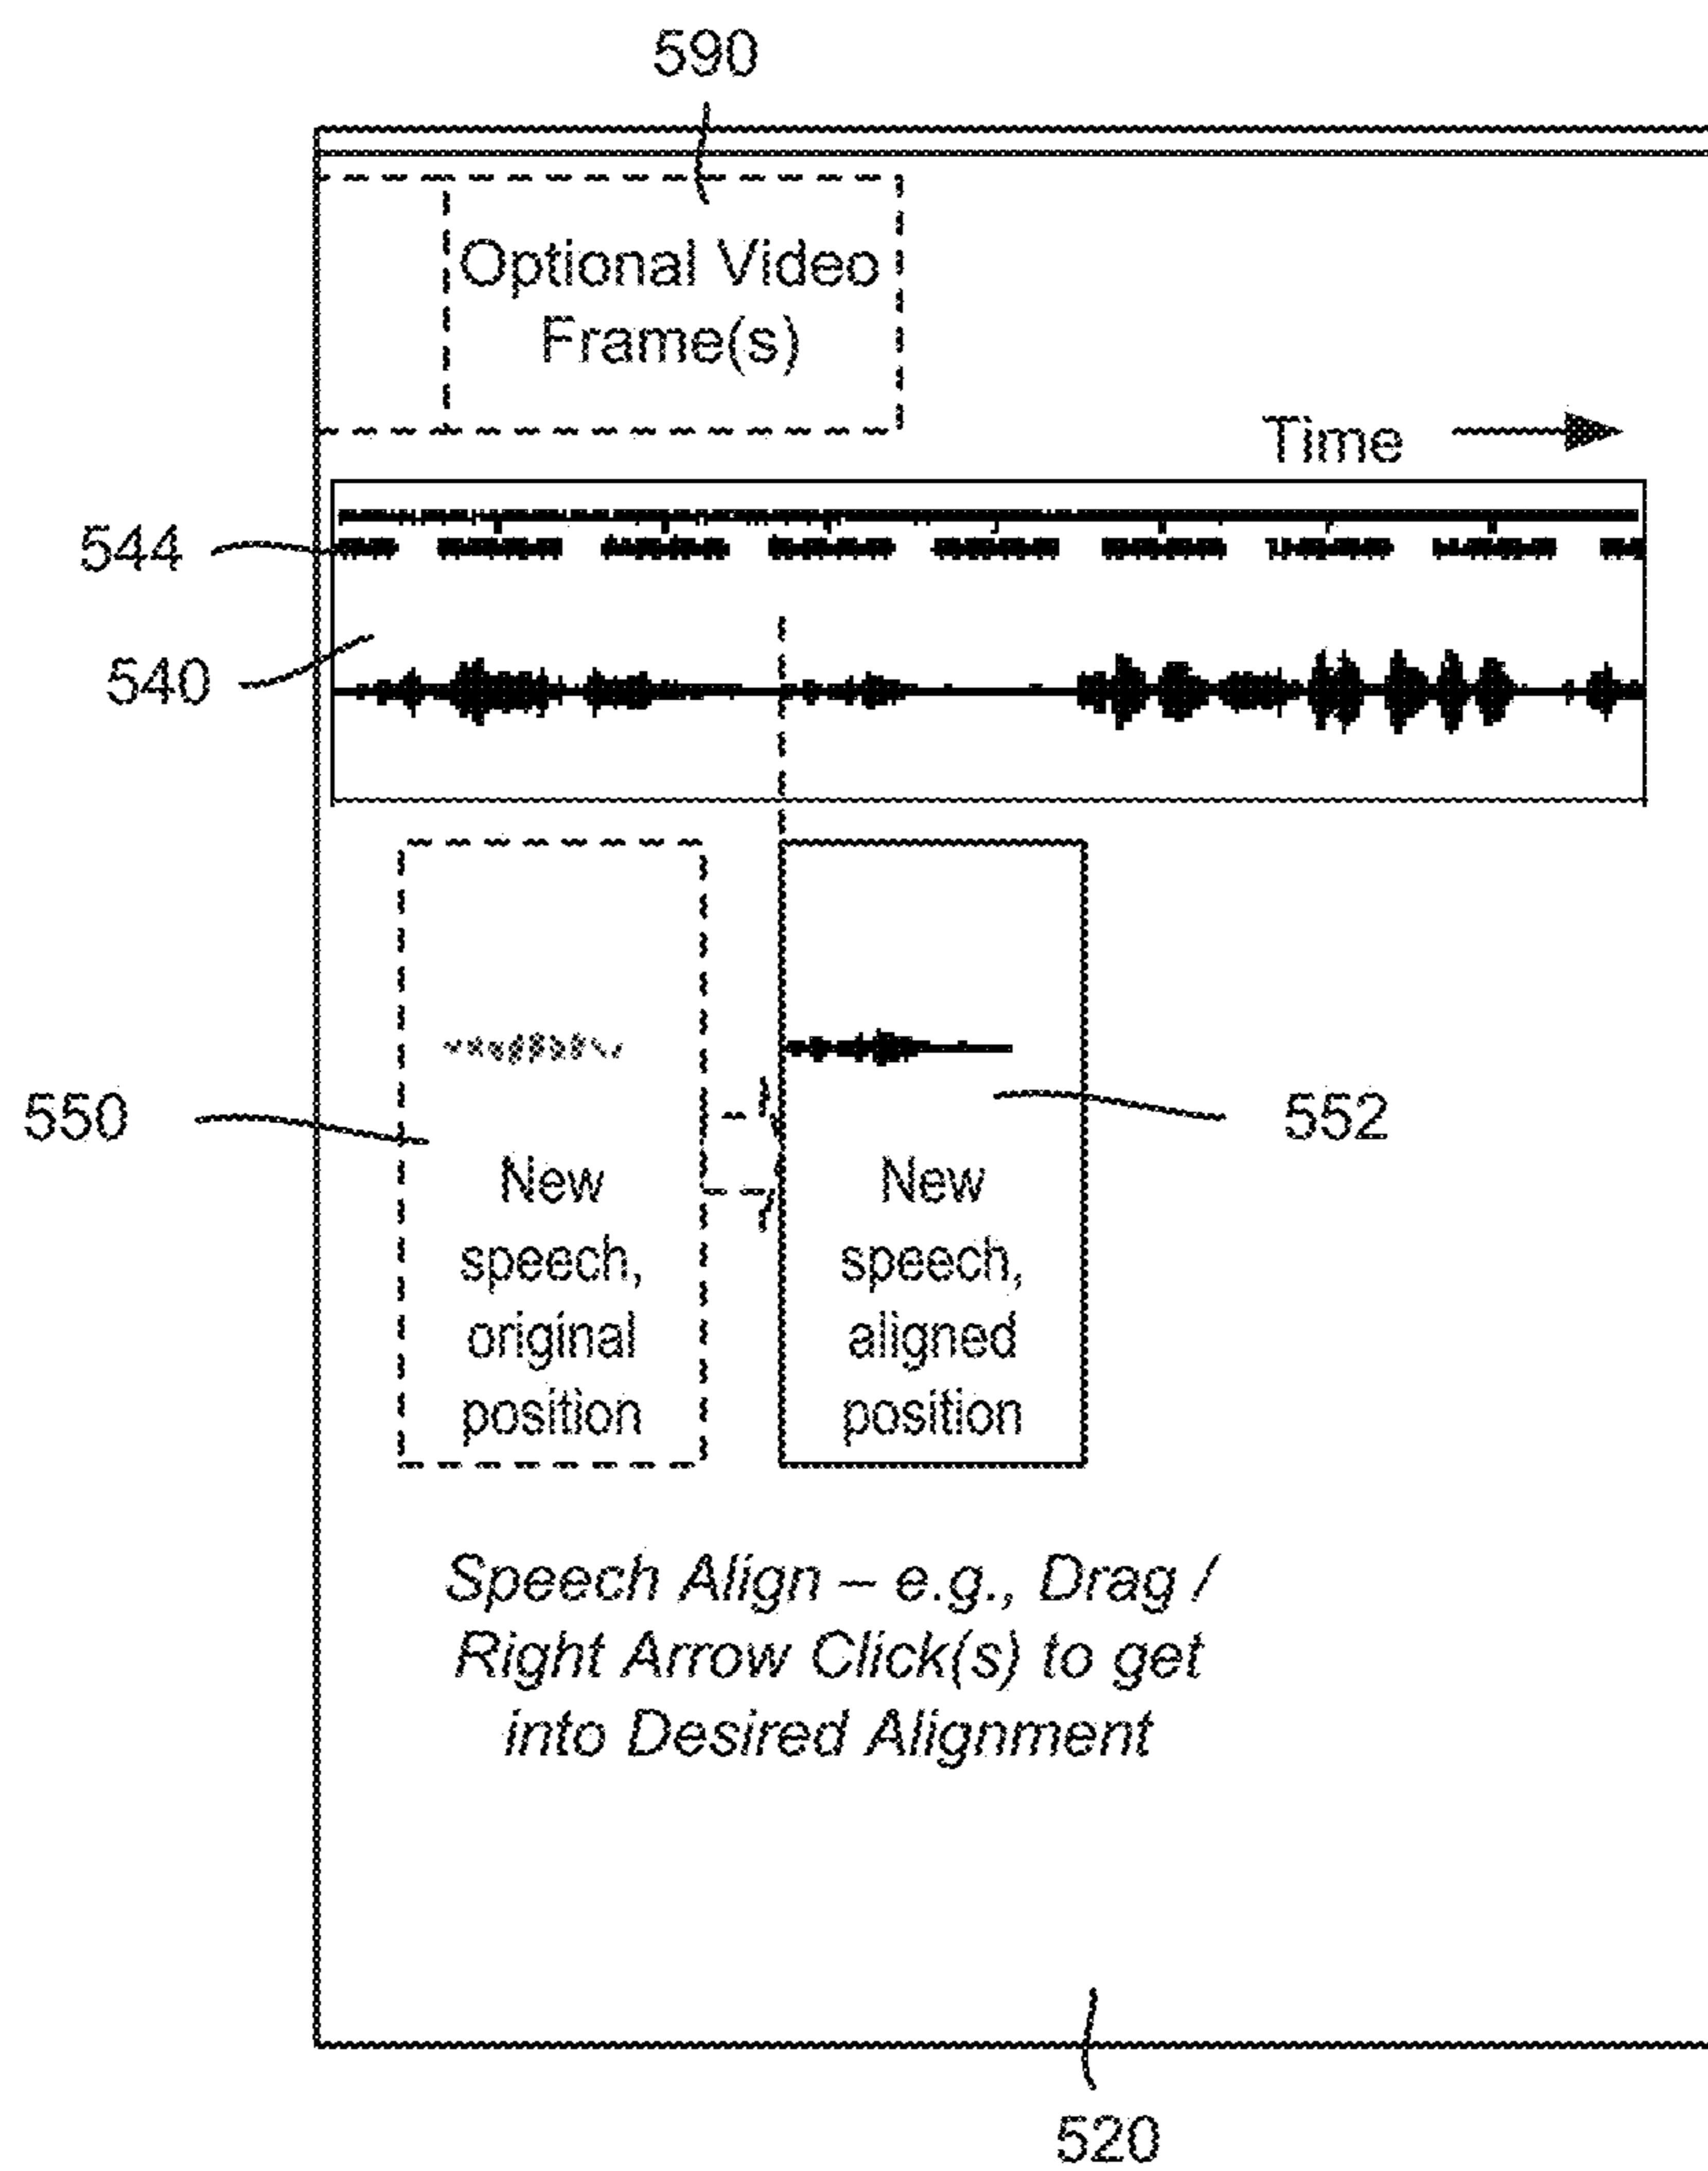 590
Optional Video
Frame(s)
Time
544
540
550
552
New
speech,
original
position
New
speech,
aligned
position
Speech Align – e.g., Drag /
Right Arrow Click(s) to get
into Desired Alignment
520